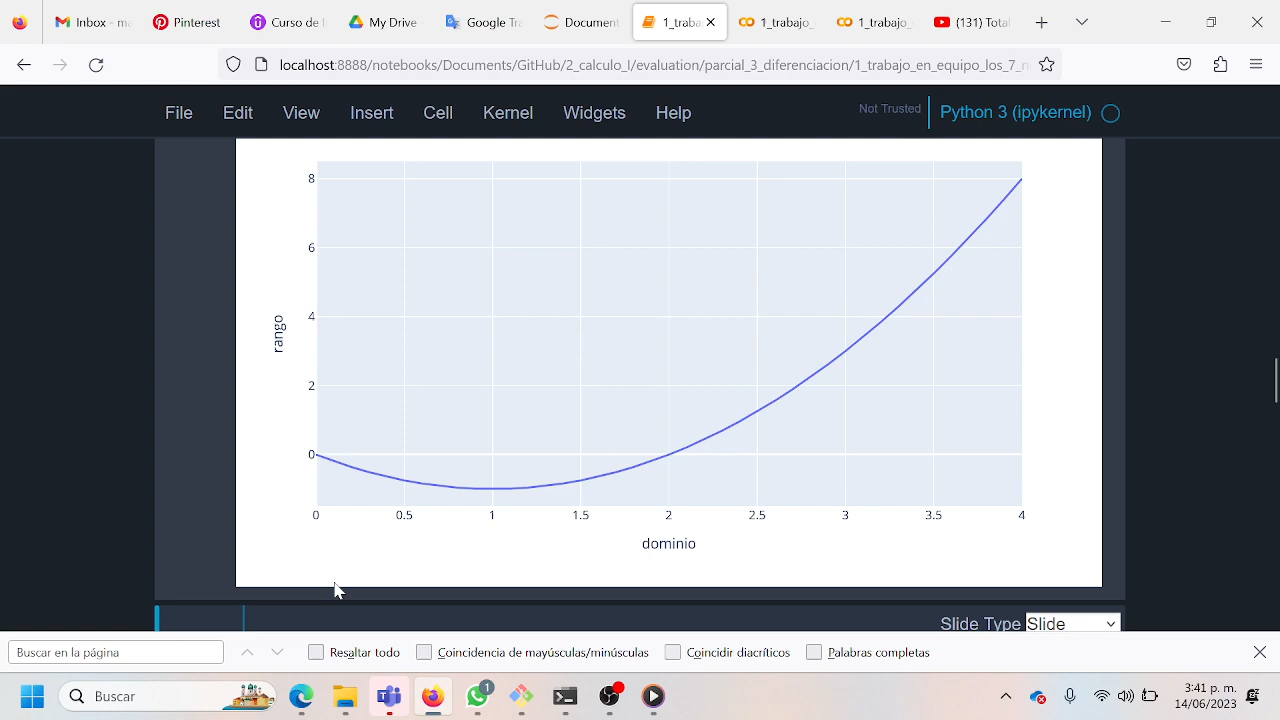 Inbox - ma
Pinterest
Curso de I
My Drive
Google Tra
Document
1_traba
1_trabajo_
1_trabajo_
(131) Total
localhost:8888/notebooks/Documents/GitHub/2_calculo_I/evaluation/parcial_3_diferenciacion/1_trabajo_en_equipo_los_7_n
File Edit View Insert Cell Kernel Widgets Help
Not Trusted
Python 3 (ipykernel)
8
6
4
2
0
rango
0 0.5 1 1.5 2 2.5 3 3.5 4
dominio
Slide Type Slide
Buscar en la página
Resaltar todo
Coincidencia de mayúsculas/minúsculas
Coincidir diacríticos
Palabras completas
Buscar
1
3:41 p. m.
14/06/2023